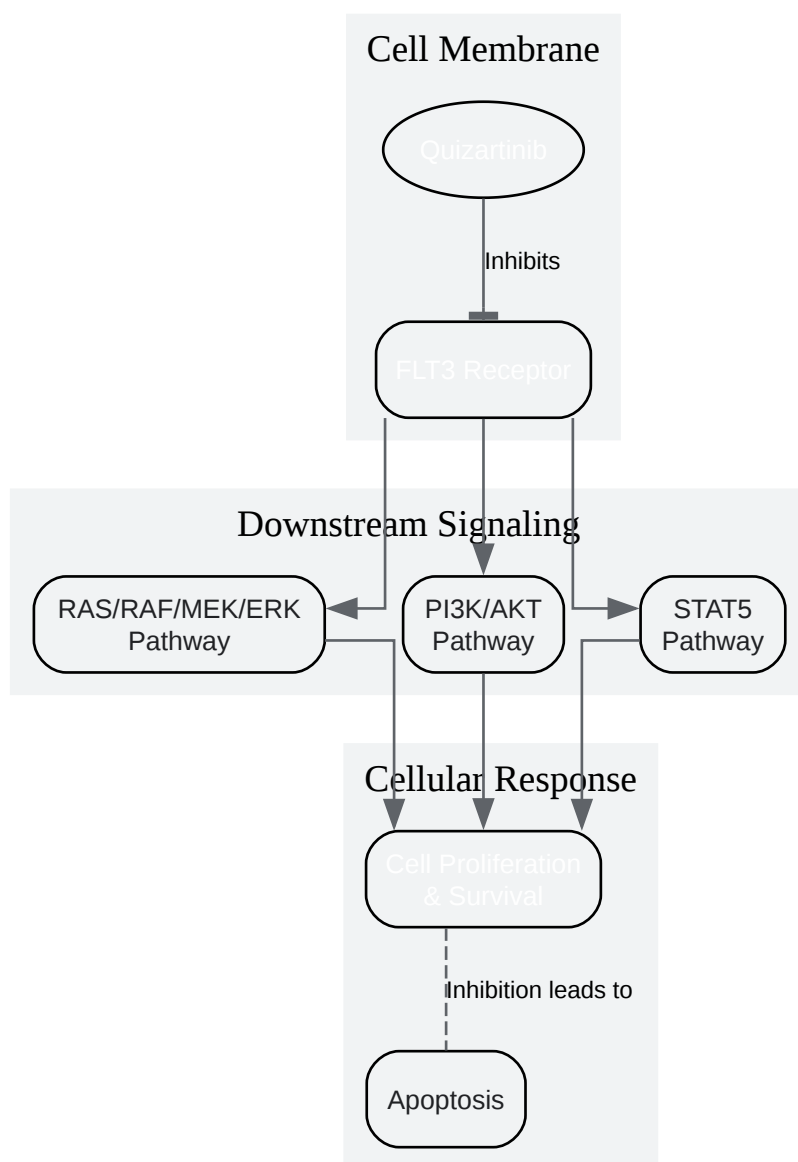 Cell Membrane
Quizartinib
Inhibits
FLT3 Receptor
Downstream Signaling
RAS/RAF/MEK/ERK
Pathway
PI3K/AKT
Pathway
STAT5
Pathway
Cellular Response
Cell Proliferation
& Survival
Inhibition leads to
Apoptosis